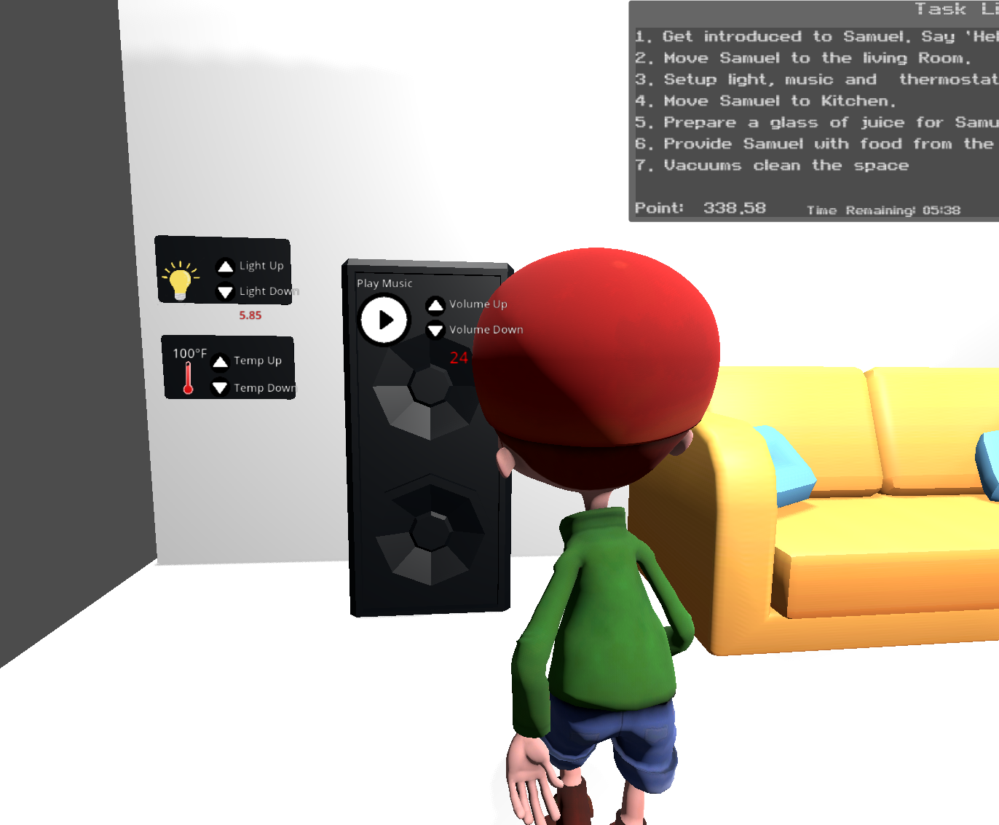 Task
1. Get introduced to Samuel. Say 'Hel
2. Move Samuel to the living Room.
3. Setup light, music and thermostat
4. Move Samuel to Kitchen.
5. Prepare a glass of juice for Samu
6. Provide Samuel with food from the
7. Vacuums clean the space
Point: 338.58 Time Remaining: 05:38
Light Up
Light Down
5.85
100°F
Temp Up
Temp Down
Play Music
Volume Up
Volume Down
24